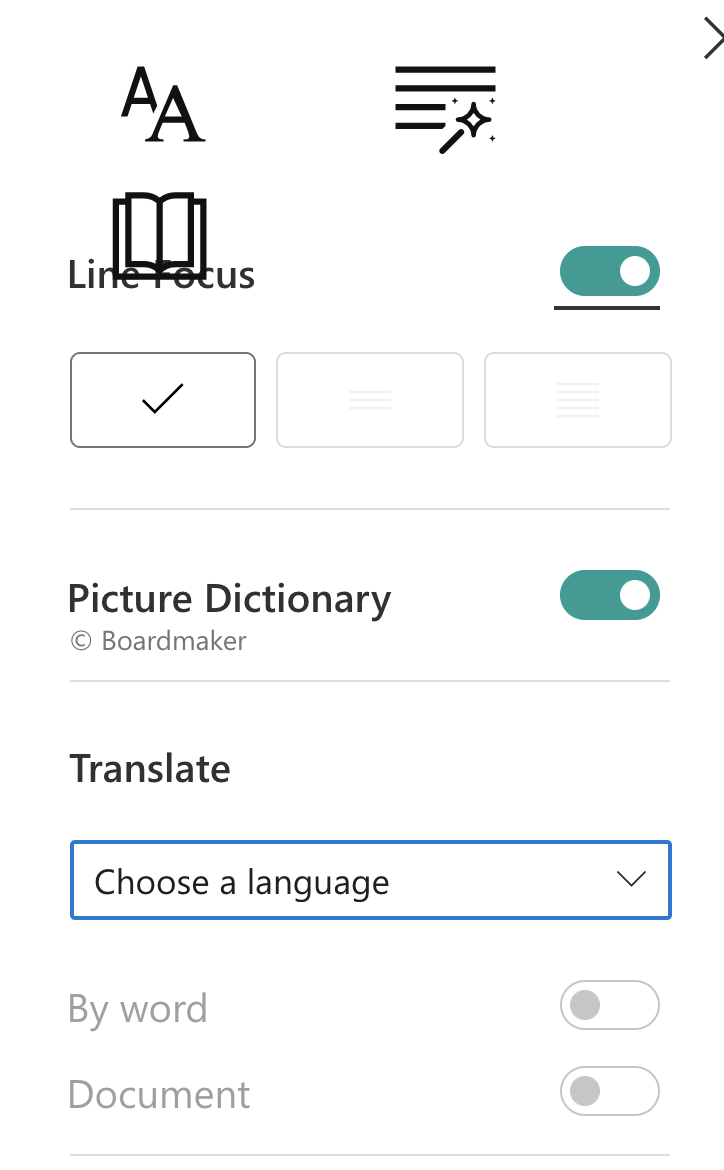 Line Focus
Picture Dictionary
© Boardmaker
Translate
Choose a language
By word
Document